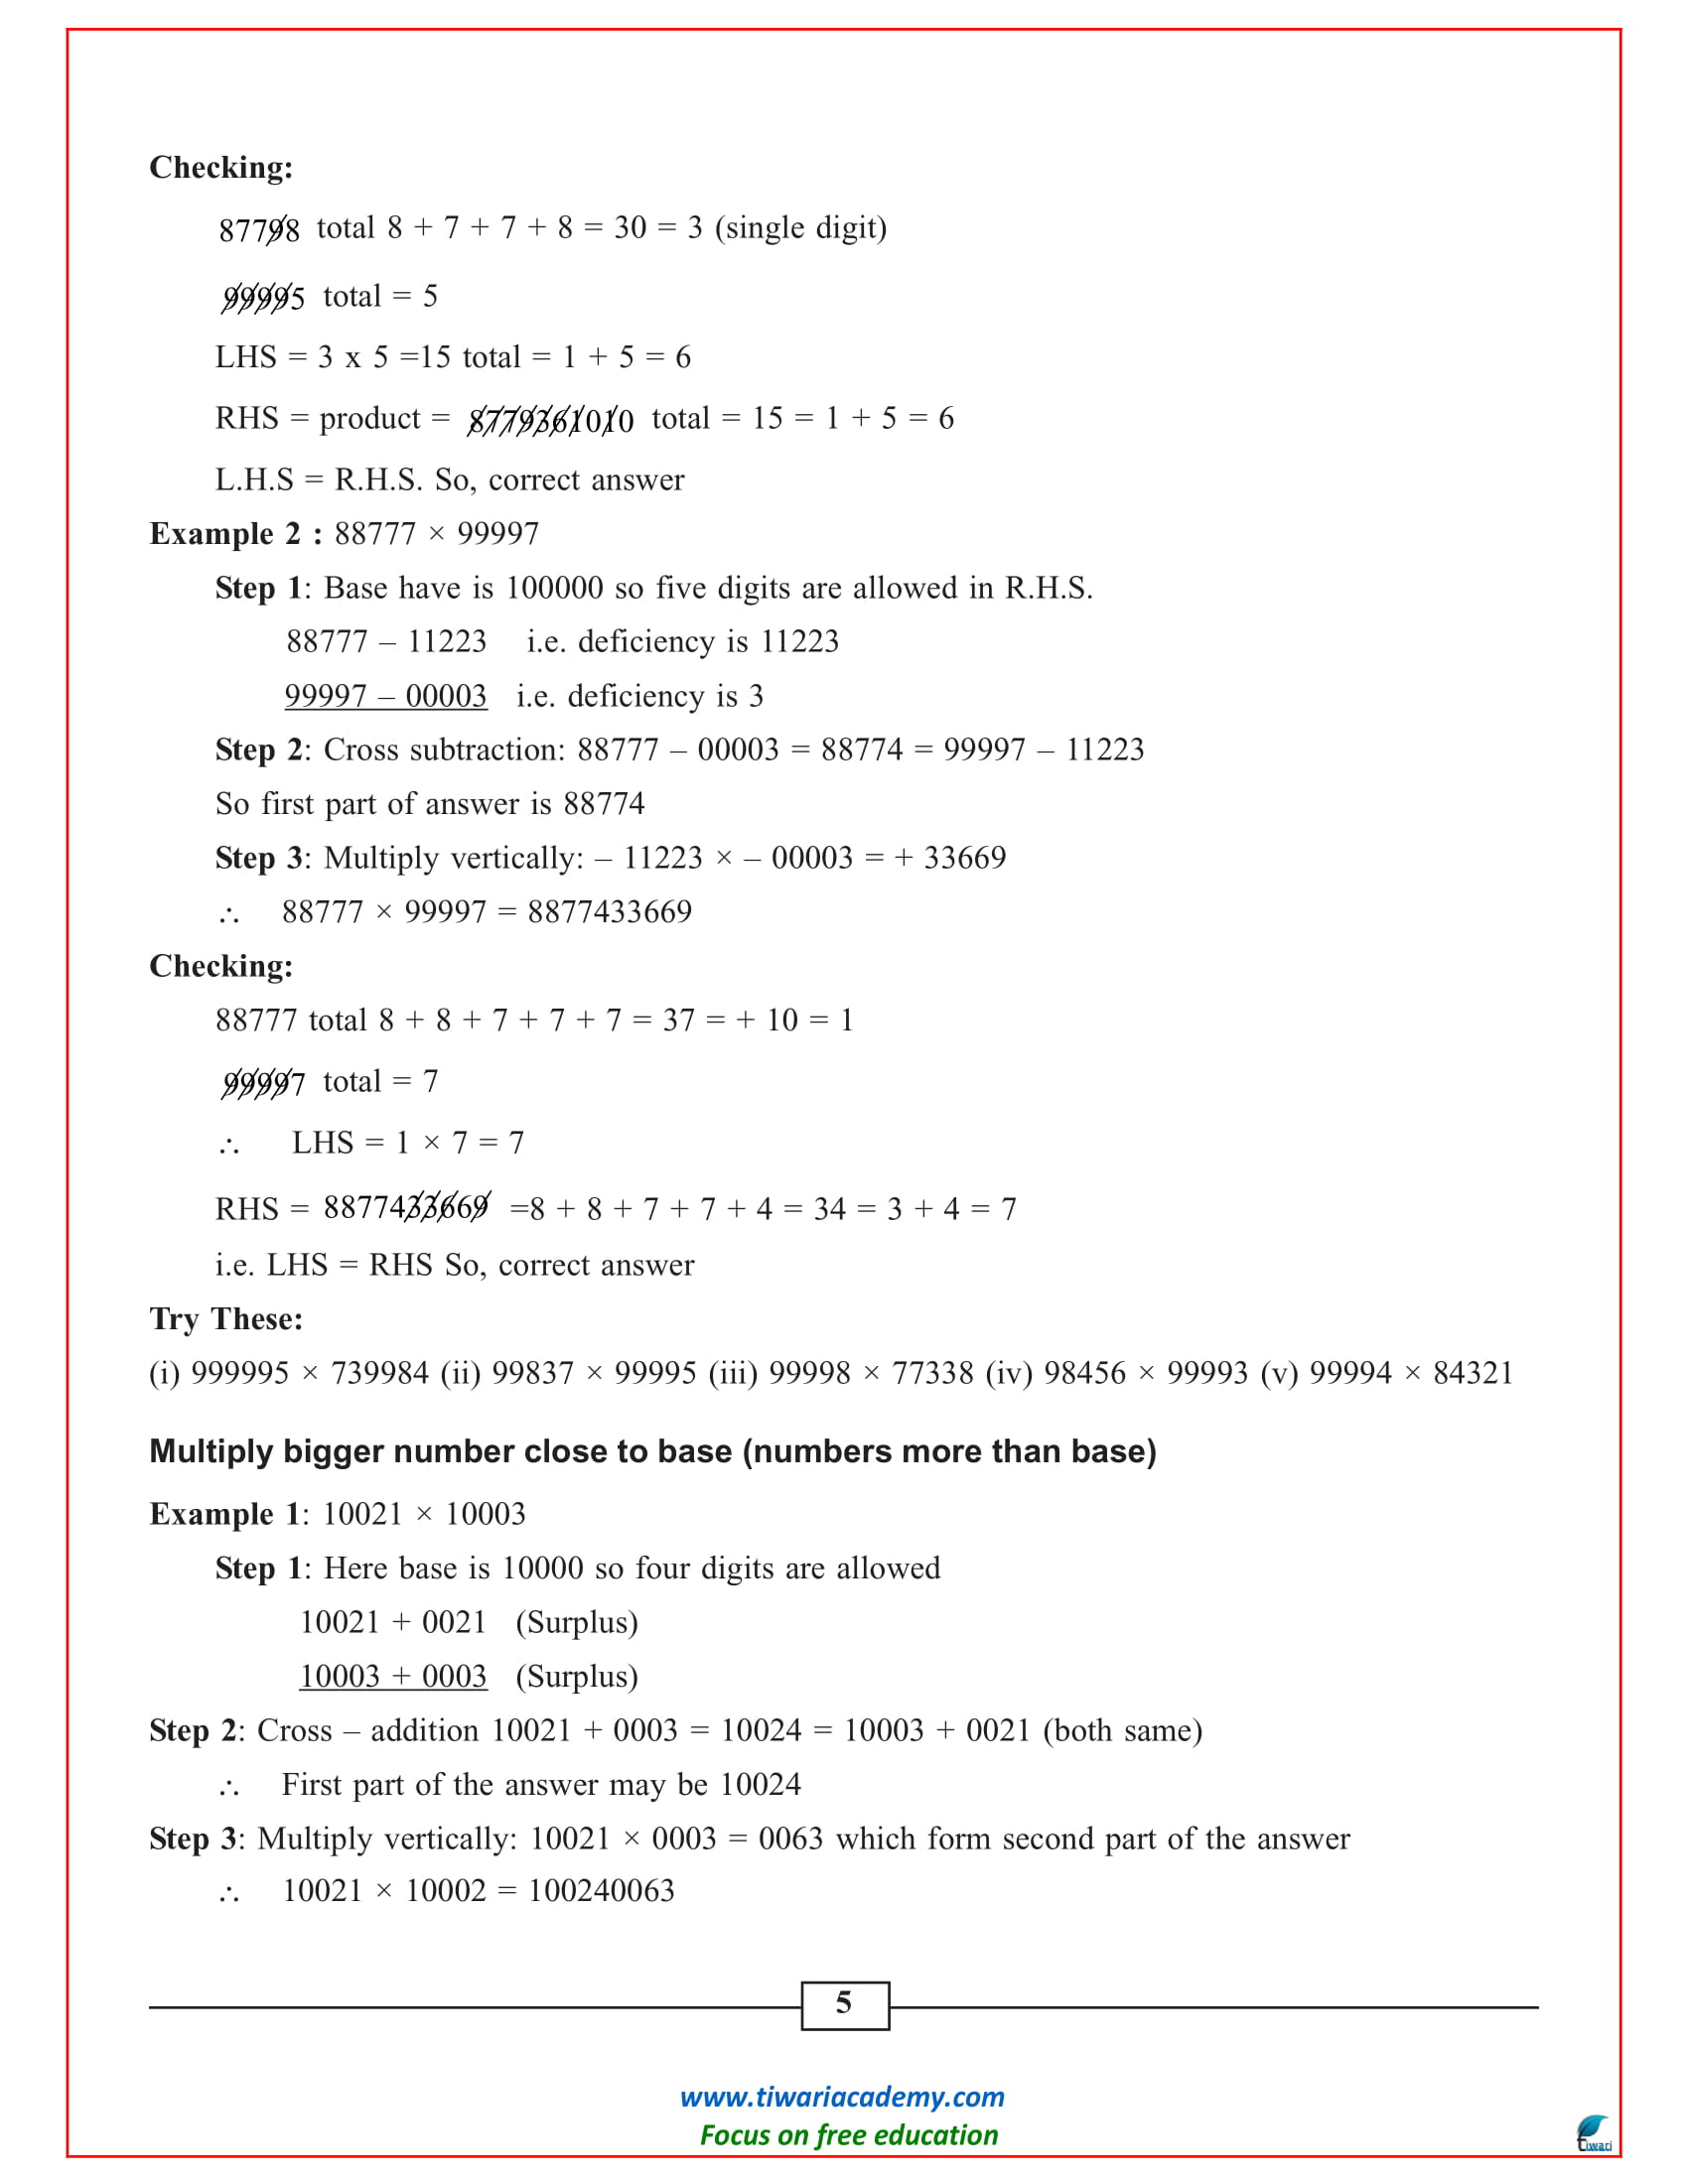 Checking:
87798 total 8 + 7 + 7 + 8 = 30 = 3 (single digit)
99995 total = 5
LHS = 3 x 5 =15 total = 1 + 5 = 6
RHS = product = 8779361010 total = 15 = 1 + 5 = 6
L.H.S = R.H.S. So, correct answer
Example 2 : 88777 × 99997
Step 1: Base have is 100000 so five digits are allowed in R.H.S.
88777 – 11223 i.e. deficiency is 11223
99997 – 00003 i.e. deficiency is 3
Step 2: Cross subtraction: 88777 – 00003 = 88774 = 99997 – 11223
So first part of answer is 88774
Step 3: Multiply vertically: – 11223 × – 00003 = + 33669
∴ 88777 × 99997 = 8877433669
Checking:
88777 total 8 + 8 + 7 + 7 + 7 = 37 = + 10 = 1
99997 total = 7
∴ LHS = 1 × 7 = 7
RHS = 8877433669 =8 + 8 + 7 + 7 + 4 = 34 = 3 + 4 = 7
i.e. LHS = RHS So, correct answer
Try These:
(i) 999995 × 739984 (ii) 99837 × 99995 (iii) 99998 × 77338 (iv) 98456 × 99993 (v) 99994 × 84321
Multiply bigger number close to base (numbers more than base)
Example 1: 10021 × 10003
Step 1: Here base is 10000 so four digits are allowed
10021 + 0021 (Surplus)
10003 + 0003 (Surplus)
Step 2: Cross – addition 10021 + 0003 = 10024 = 10003 + 0021 (both same)
∴ First part of the answer may be 10024
Step 3: Multiply vertically: 10021 × 0003 = 0063 which form second part of the answer
∴ 10021 × 10002 = 100240063
5
www.tiwariacademy.com
Focus on free education
Tiwari